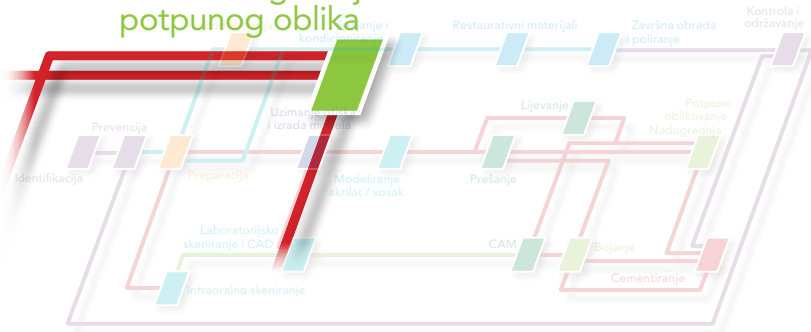 potpunog oblika
Kontrola i
održavanje
Restaurativni materijali
Završna obrada
i poliranje
kondicioniranje
Lijevanje
Potpuno
oblikovanje
Nadogradnja
Prevencija
Uzimanje otiska
i izrada modela
Identifikacija
Preparacija
Modeliranje
akrilat / vosak
Prešanje
Laboratorijsko
skeniranje i CAD
CAM
Bojanje
Intraoralno skeniranje
Cementiranje